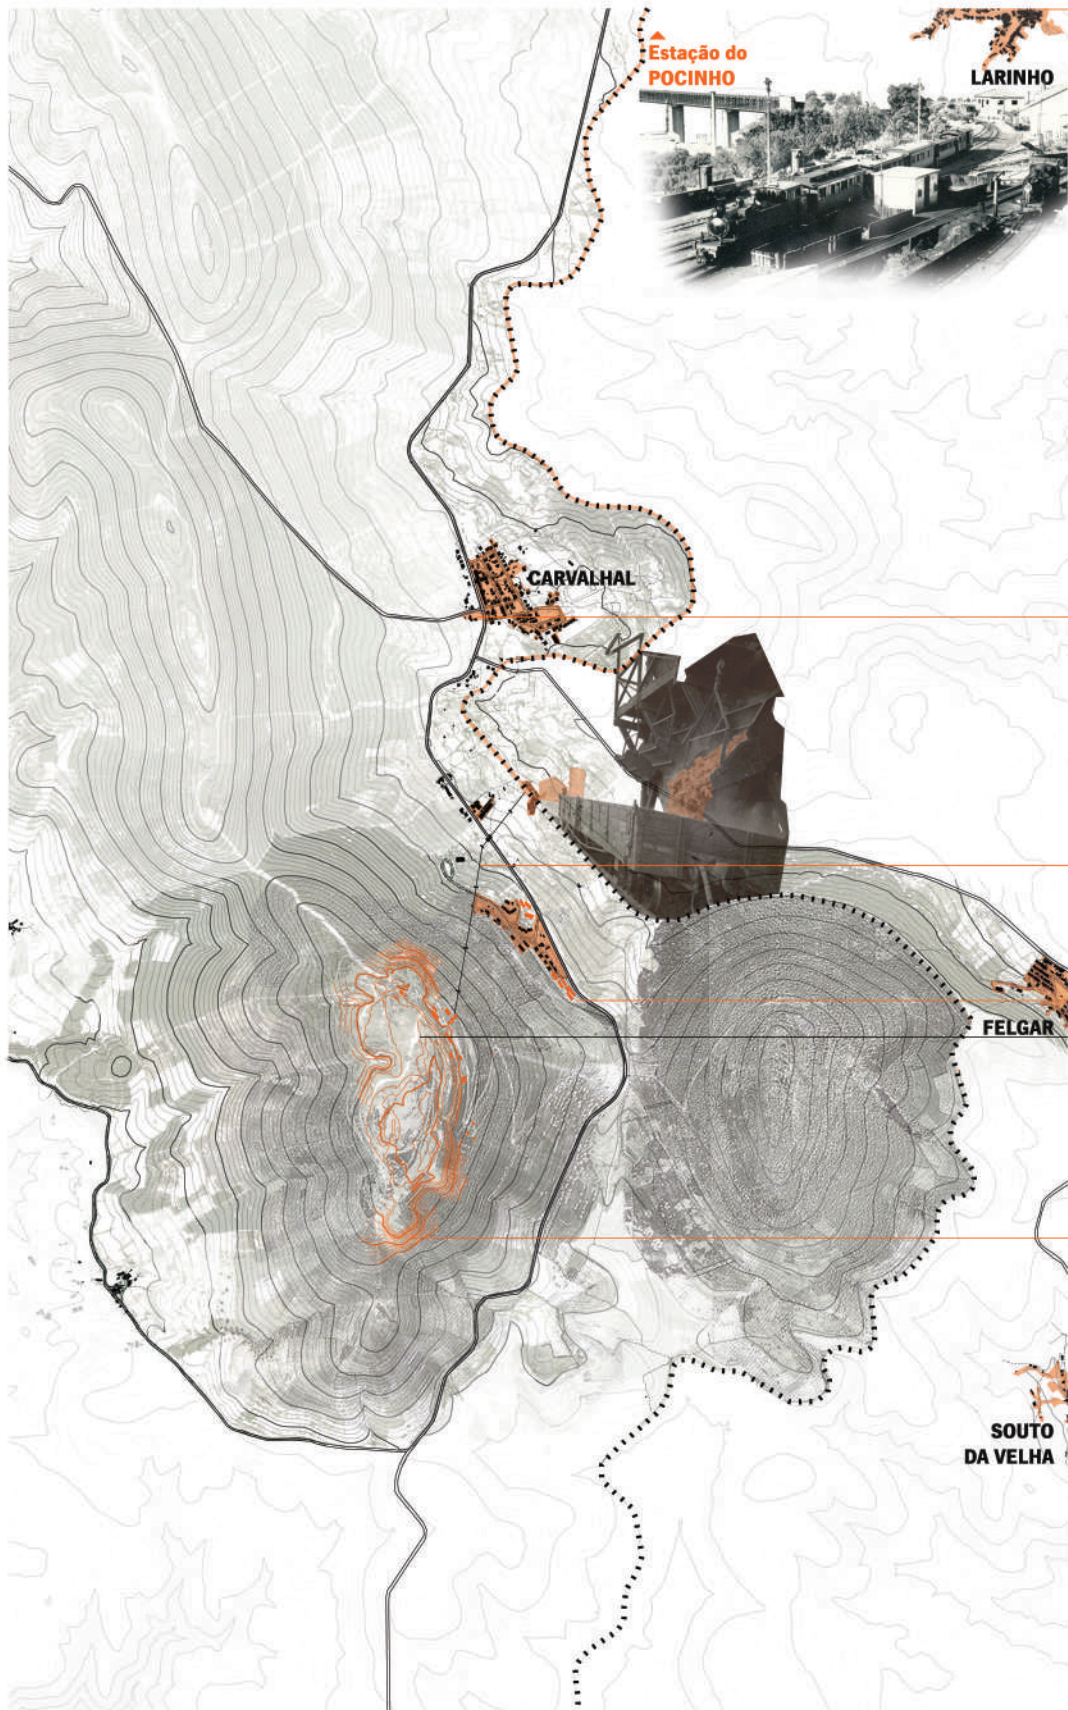 Estação do
POCINHO
LARINHO
CARVALHAL
FELGAR
SOUTO
DA VELHA